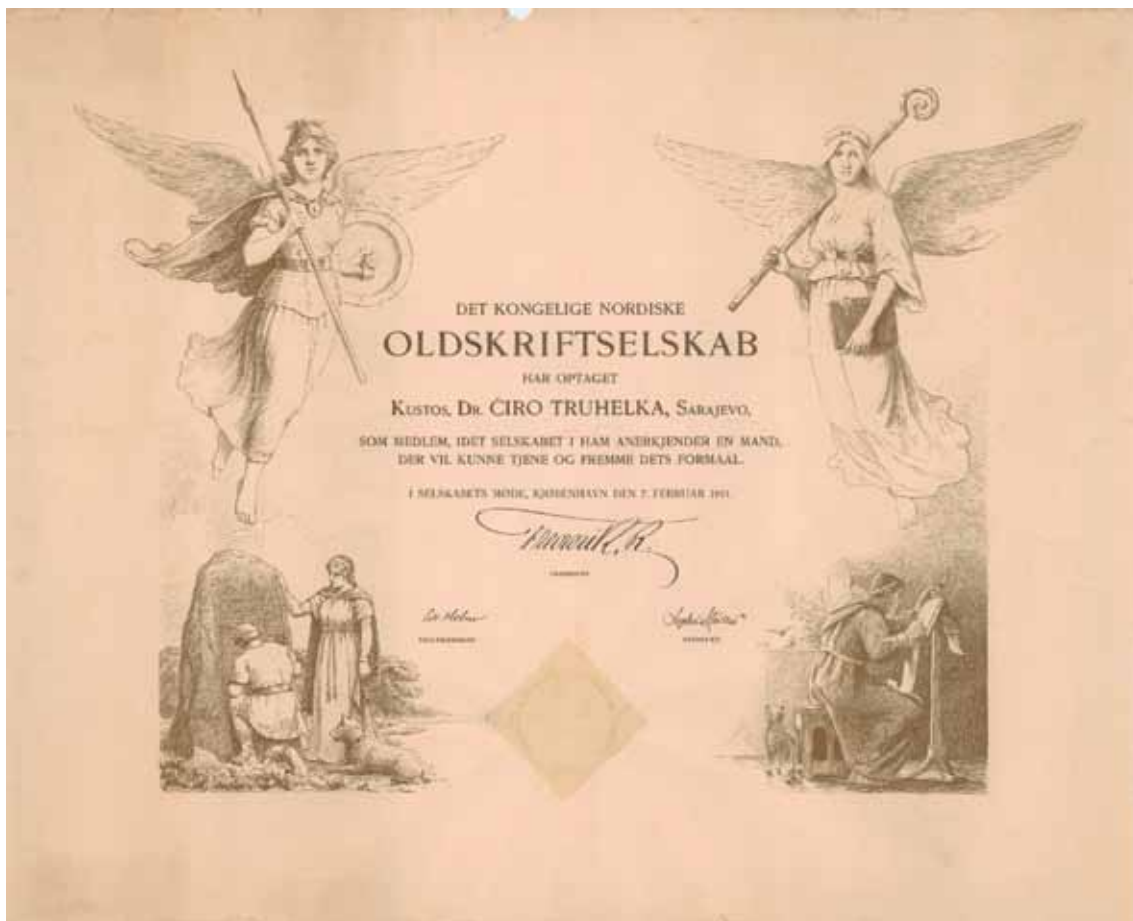 DET KONGELIGE NORDISKE
OLDSKRIFTSELSKAB
HAR OPTAGET
KUSTOS, DR. ĆIRO TRUHELKA, SARAJEVO,
SOM MEDLEM, IDET SELSKABET I HAM ANERKJENDER EN MAND,
DER VIL KUNNE TJENE OG FREMME DETS FORMAAL.
I SELSKABETS MØDE, KJØBENHAVN DEN 7. FEBRUAR